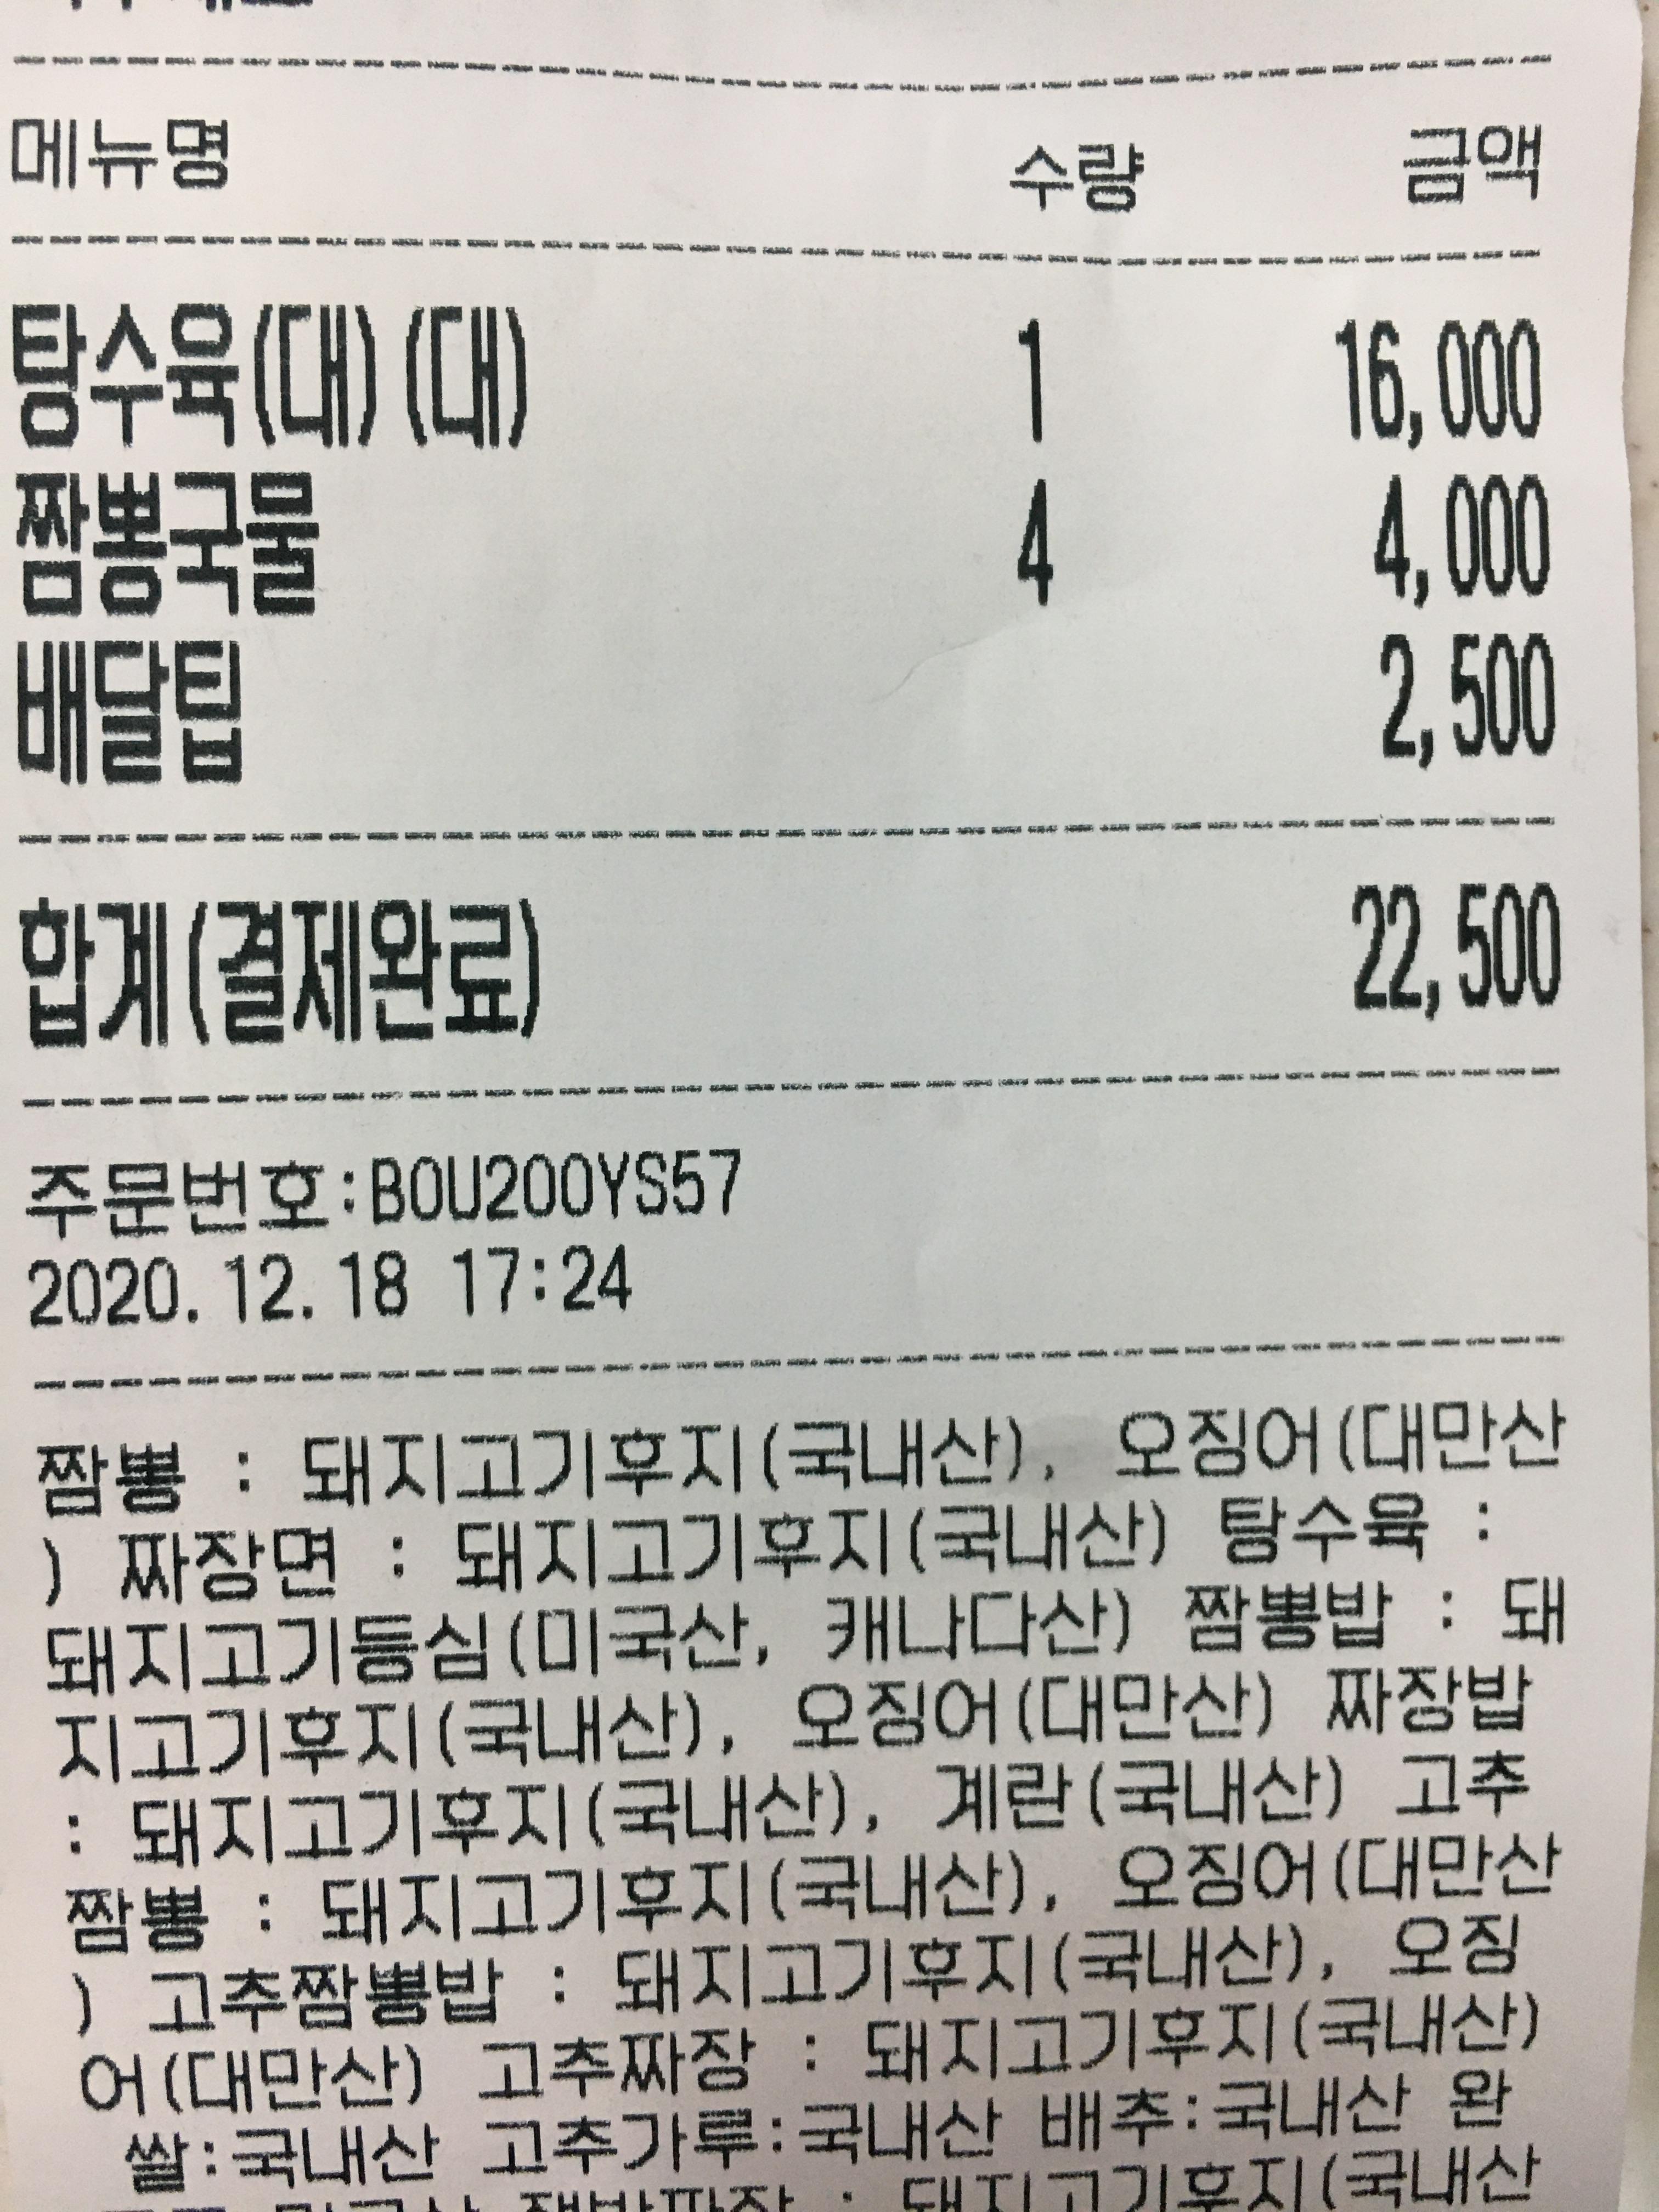 메뉴명 수량 금액
탕수육(대) (대) 1 16,000
짬뽕국물 4 4,000
배달팁 2,500
합계(결제완료) 22,500
주문번호:B0U200YS57
2020.12.18 17:24
짬뽕 : 돼지고기후지(국내산), 오징어(대만산
) 짜장면 : 돼지고기후지(국내산) 탕수육 :
돼지고기등심(미국산, 캐나다산) 짬뽕밥 : 돼
지고기후지(국내산), 오징어(대만산) 짜장밥
: 돼지고기후지(국내산), 계란(국내산) 고추
짬뽕 : 돼지고기후지(국내산), 오징어(대만산
) 고추짬뽕밥 : 돼지고기후지(국내산), 오징
어(대만산) 고추짜장 : 돼지고기후지(국내산)
쌀:국내산 고추가루:국내산 배추:국내산 완
: 돼지고기후지(국내산